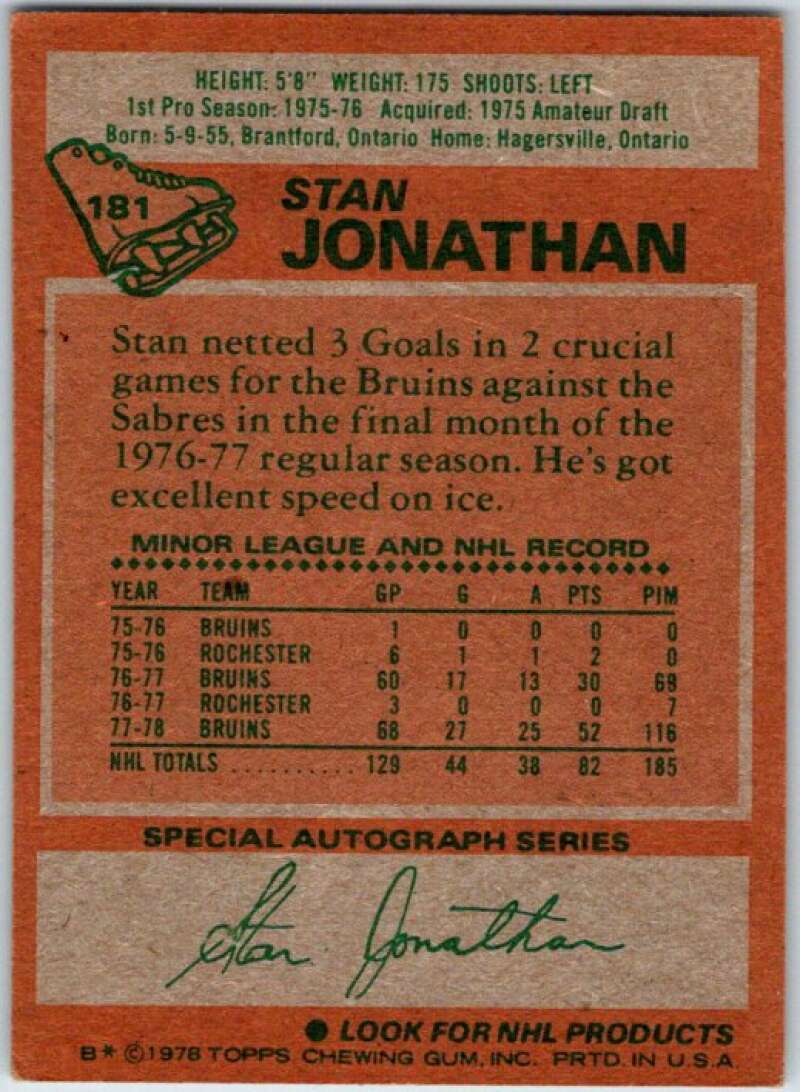 HEIGHT: 5'8" WEIGHT: 175 SHOOTS: LEFT
1st Pro Season: 1975-76 Acquired: 1975 Amateur Draft
Born: 5-9-55, Brantford, Ontario Home: Hagersville, Ontario
181
STAN
JONATHAN
Stan netted 3 Goals in 2 crucial
games for the Bruins against the
Sabres in the final month of the
1976-77 regular season. He's got
excellent speed on ice.
MINOR LEAGUE AND NHL RECORD
YEAR TEAM GP G A PTS PIM
75-76 BRUINS 1 0 0 0 0
75-76 ROCHESTER 6 1 1 2 0
76-77 BRUINS 60 17 13 30 69
76-77 ROCHESTER 3 0 0 0 7
77-78 BRUINS 68 27 25 52 116
NHL TOTALS .......... 129 44 38 82 185
SPECIAL AUTOGRAPH SERIES
Stan Jonathan
● LOOK FOR NHL PRODUCTS
B* ©1978 TOPPS CHEWING GUM, INC. PRTD. IN U.S.A.